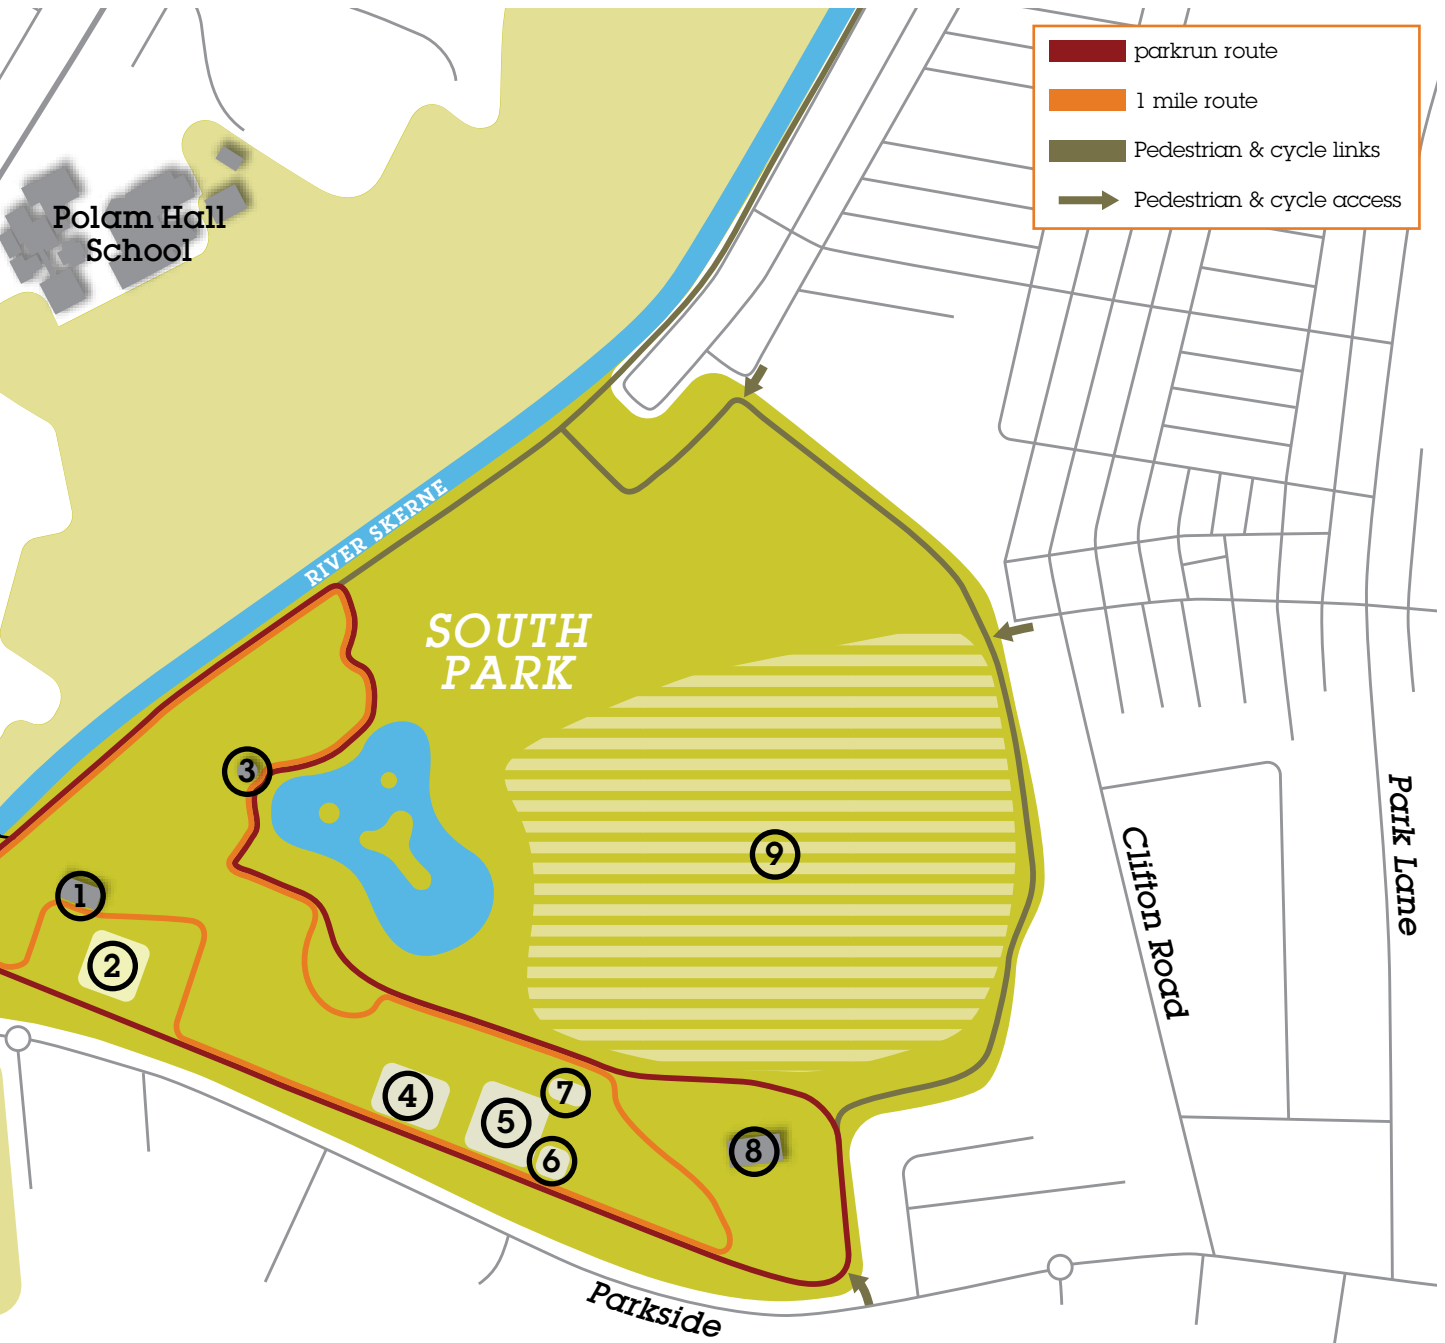 parkrun route
1 mile route
Pedestrian & cycle links
Pedestrian & cycle access
Polam Hall
School
RIVER SKERNE
SOUTH
PARK
3
9
1
2
4
5
7
6
8
Clifton Road
Park Lane
Parkside